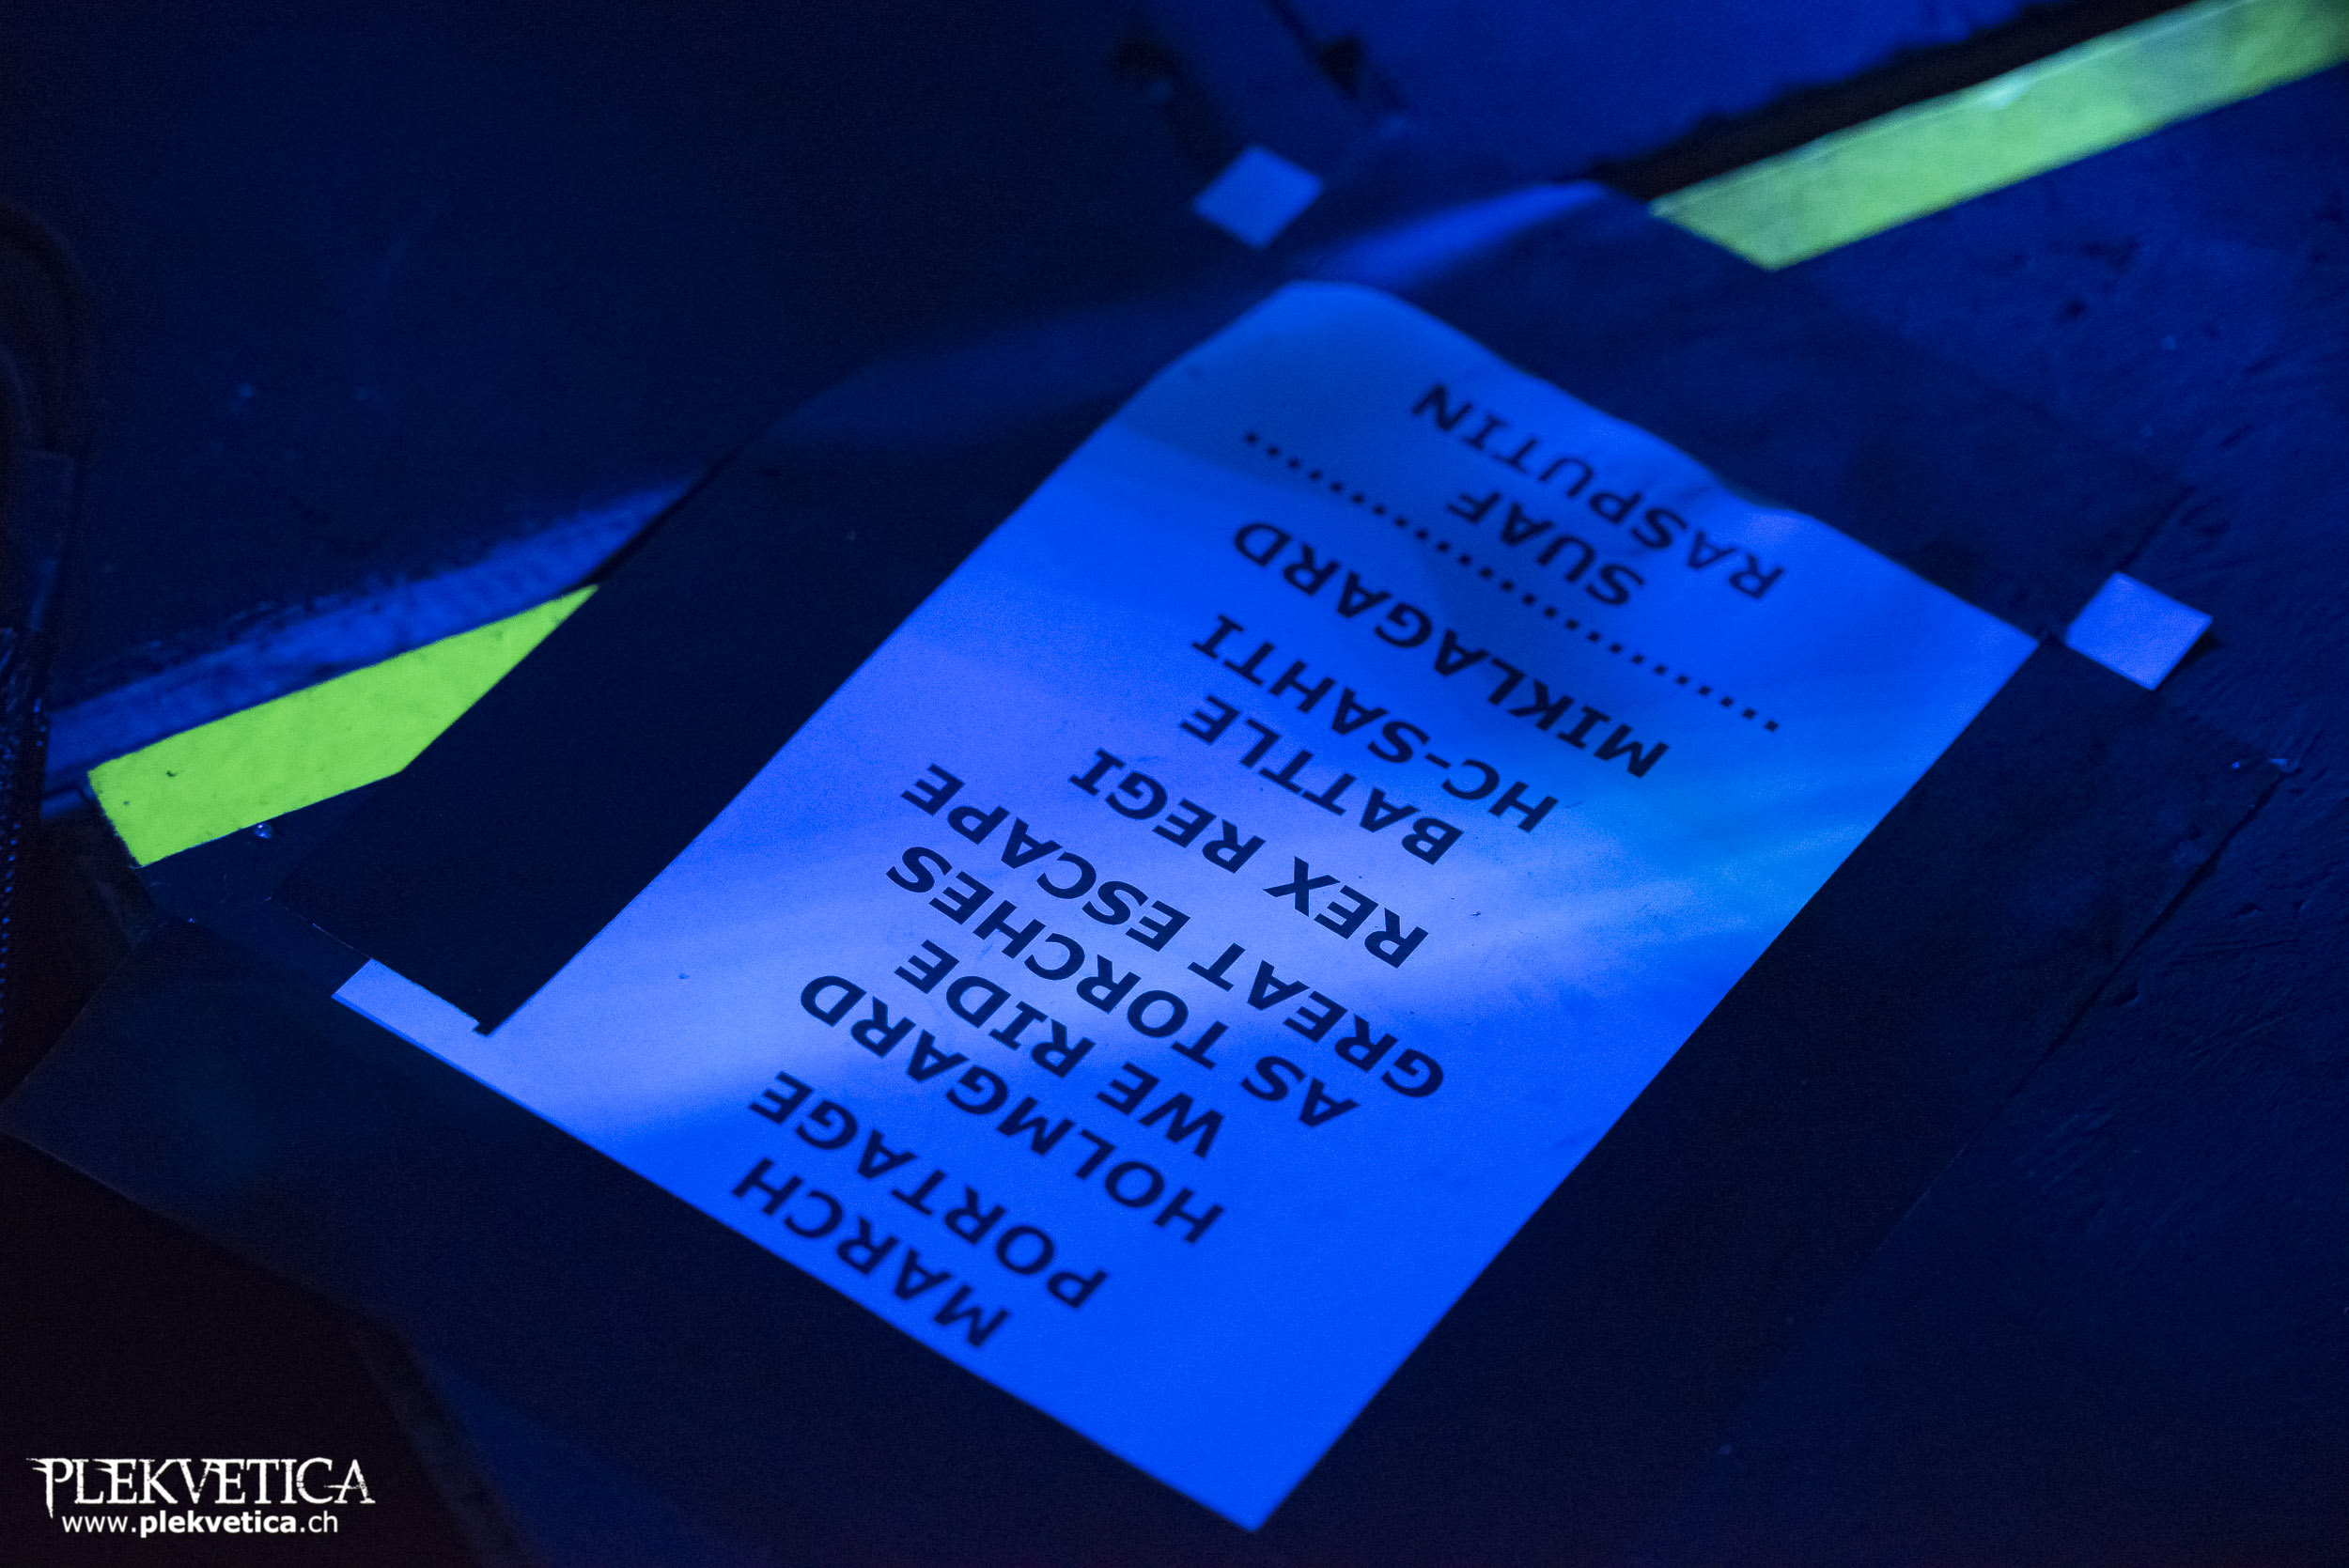 MARCH
PORTAGE
HOLMGARD
WE RIDE
AS TORCHES
GREAT ESCAPE
REX REGI
BATTLE
HC-SAHTI
MIKLAGARD
..............................
SUAF
RASPUTIN
PLEKVETICA
www.plekvetica.ch